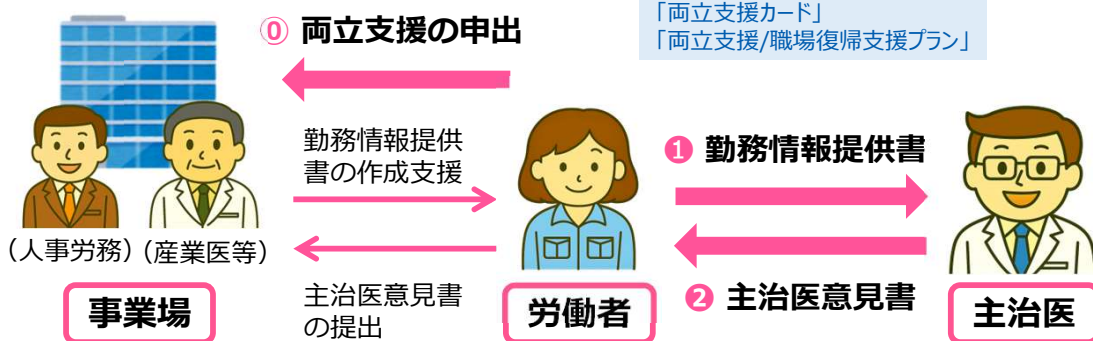 「両立支援カード」
「両立支援/職場復帰支援プラン」
⓪ 両立支援の申出
勤務情報提供
書の作成支援
❶ 勤務情報提供書
(人事労務)(産業医等)
主治医意見書
の提出
❷ 主治医意見書
事業場
労働者
主治医